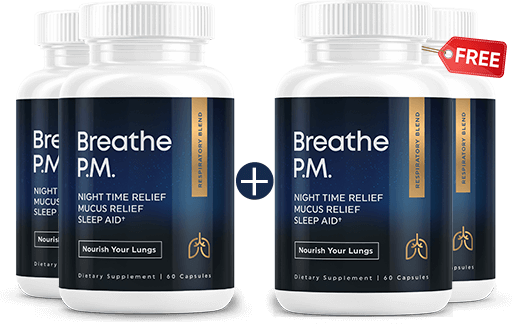 Breathe
P.M.
NIGHT TIME RELIEF
MUCUS RELIEF
SLEEP AID†
Nourish Your Lungs
Dietary Supplement | 60 Capsules
RESPIRATORY BLEND
+
Breathe
P.M.
NIGHT TIME RELIEF
MUCUS RELIEF
SLEEP AID†
Nourish Your Lungs
Dietary Supplement | 60 Capsules
RESPIRATORY BLEND
FREE